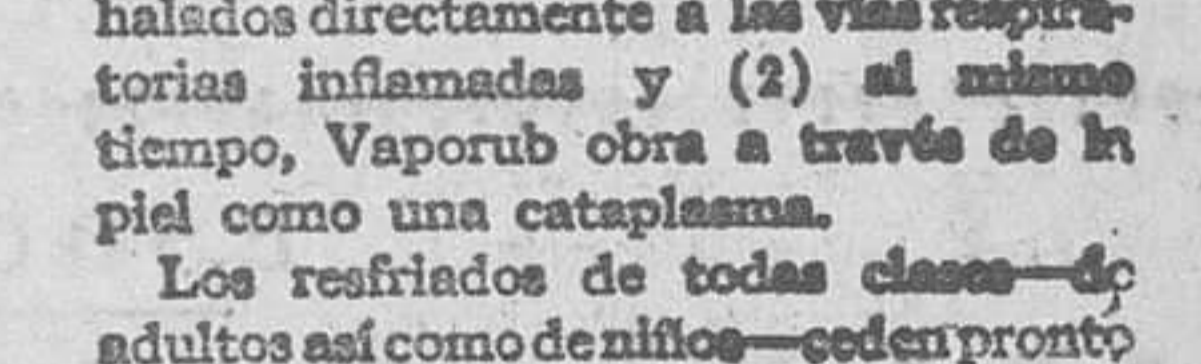 halados directamente a las vías respira-
torias inflamadas y (2) al mismo
tiempo, Vaporub obra a través de la
piel como una cataplasma.
Los resfriados de todas clases—de
adultos así como de niños—ceden pronto